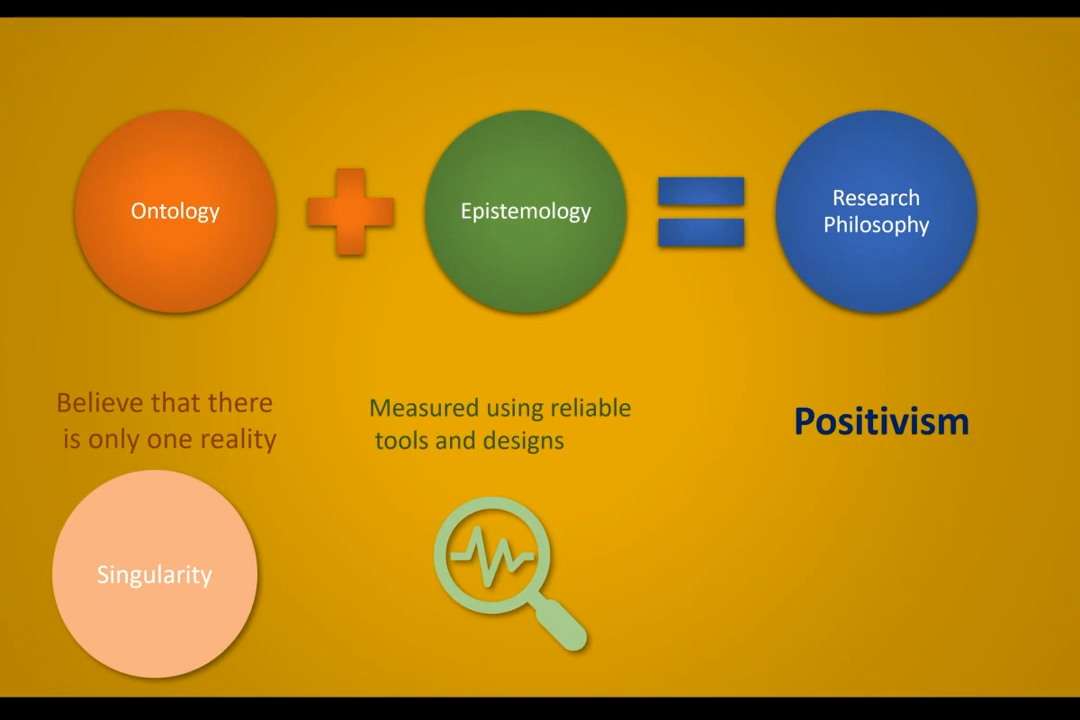 Ontology
Epistemology
Research
Philosophy
Believe that there
is only one reality
Measured using reliable
tools and designs
Positivism
Singularity